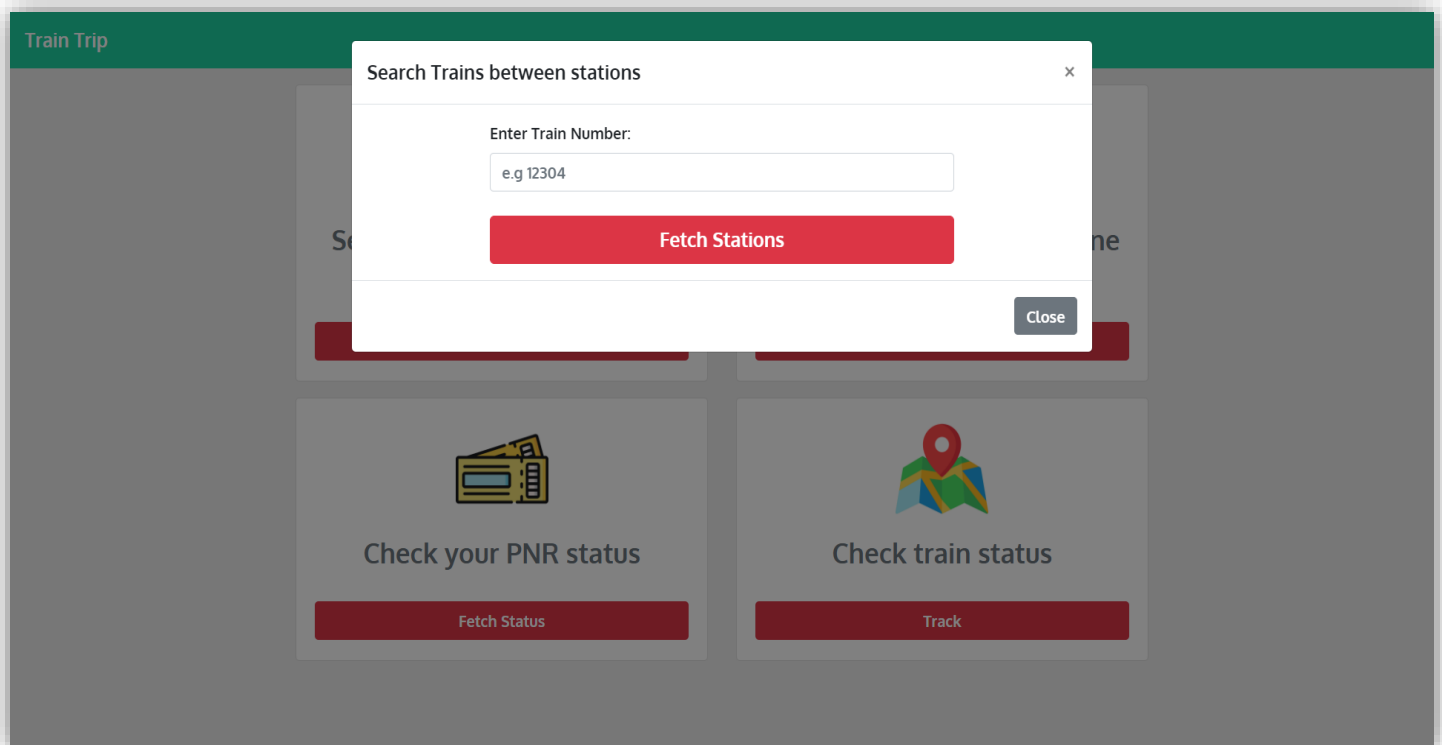 Train Trip
Search Trains between stations
×
Enter Train Number:
e.g 12304
Fetch Stations
Close
Check your PNR status
Fetch Status
Check train status
Track